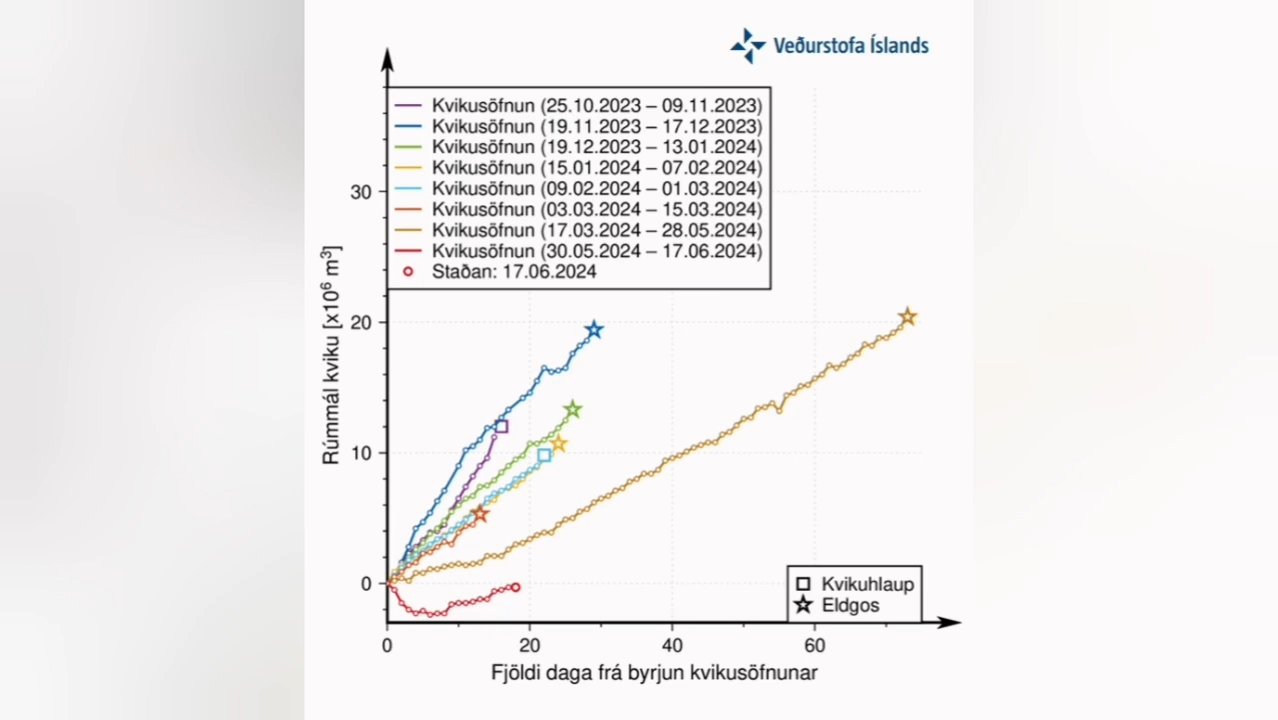 Veðurstofa Íslands
Kvikusöfnun (25.10.2023 – 09.11.2023)
Kvikusöfnun (19.11.2023 – 17.12.2023)
Kvikusöfnun (19.12.2023 – 13.01.2024)
Kvikusöfnun (15.01.2024 – 07.02.2024)
Kvikusöfnun (09.02.2024 – 01.03.2024)
Kvikusöfnun (03.03.2024 – 15.03.2024)
Kvikusöfnun (17.03.2024 – 28.05.2024)
Kvikusöfnun (30.05.2024 – 17.06.2024)
Staðan: 17.06.2024
Rúmmál kviku [x10⁶ m³]
30
20
10
0
Kvikuhlaup
Eldgos
0 20 40 60
Fjöldi daga frá byrjun kvikusöfnunar